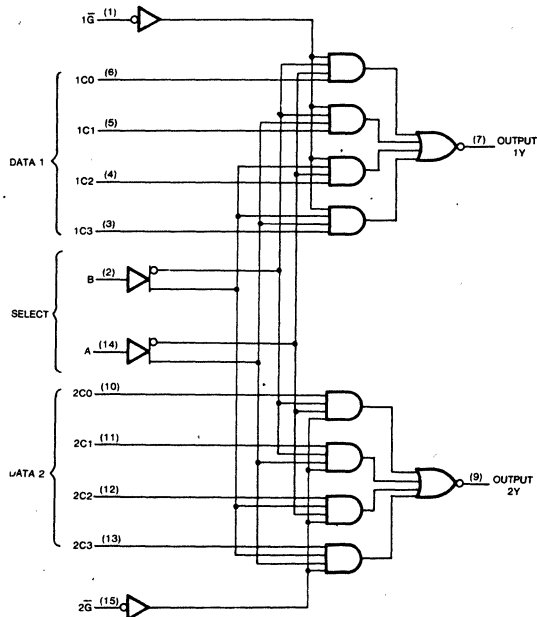 1G̅ (1)
1C0 (6)
1C1 (5)
DATA 1
1C2 (4)
1C3 (3)
(7) OUTPUT 1Y
B (2)
SELECT
A (14)
2C0 (10)
2C1 (11)
DATA 2
2C2 (12)
2C3 (13)
(9) OUTPUT 2Y
2G̅ (15)